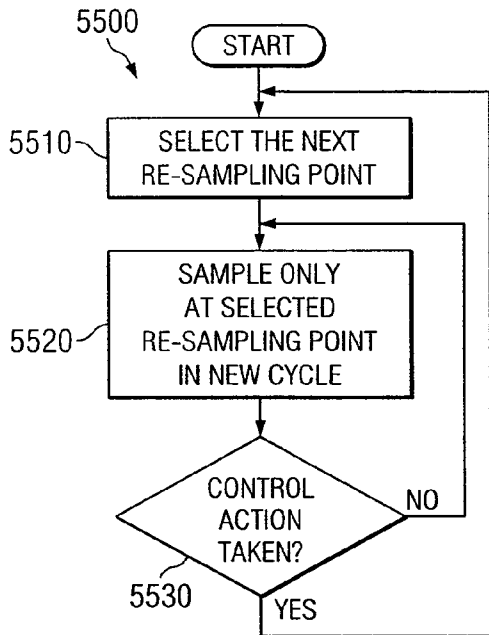 5500
START
5510
SELECT THE NEXT
RE-SAMPLING POINT
5520
SAMPLE ONLY
AT SELECTED
RE-SAMPLING POINT
IN NEW CYCLE
CONTROL
ACTION
TAKEN?
NO
5530
YES